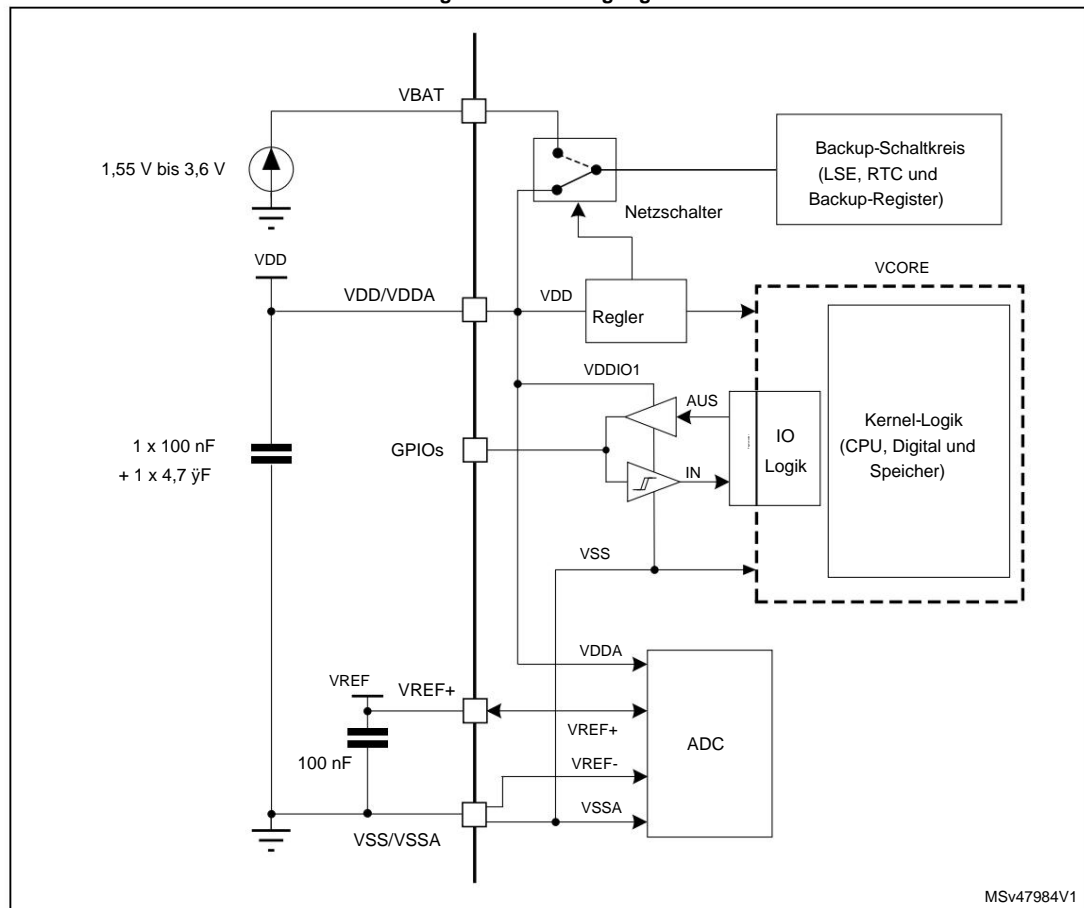 VBAT
1,55 V bis 3,6 V
Netzschalter
Backup-Schaltkreis
(LSE, RTC und
Backup-Register)
VDD
VDD/VDDA
VDD
Regler
VCORE
VDDIO1
AUS
1 x 100 nF
+ 1 x 4,7 ÿF
GPIOs
IN
IO
Logik
Kernel-Logik
(CPU, Digital und
Speicher)
VSS
VDDA
VREF
VREF+
VREF+
100 nF
VREF-
ADC
VSSA
VSS/VSSA
MSv47984V1